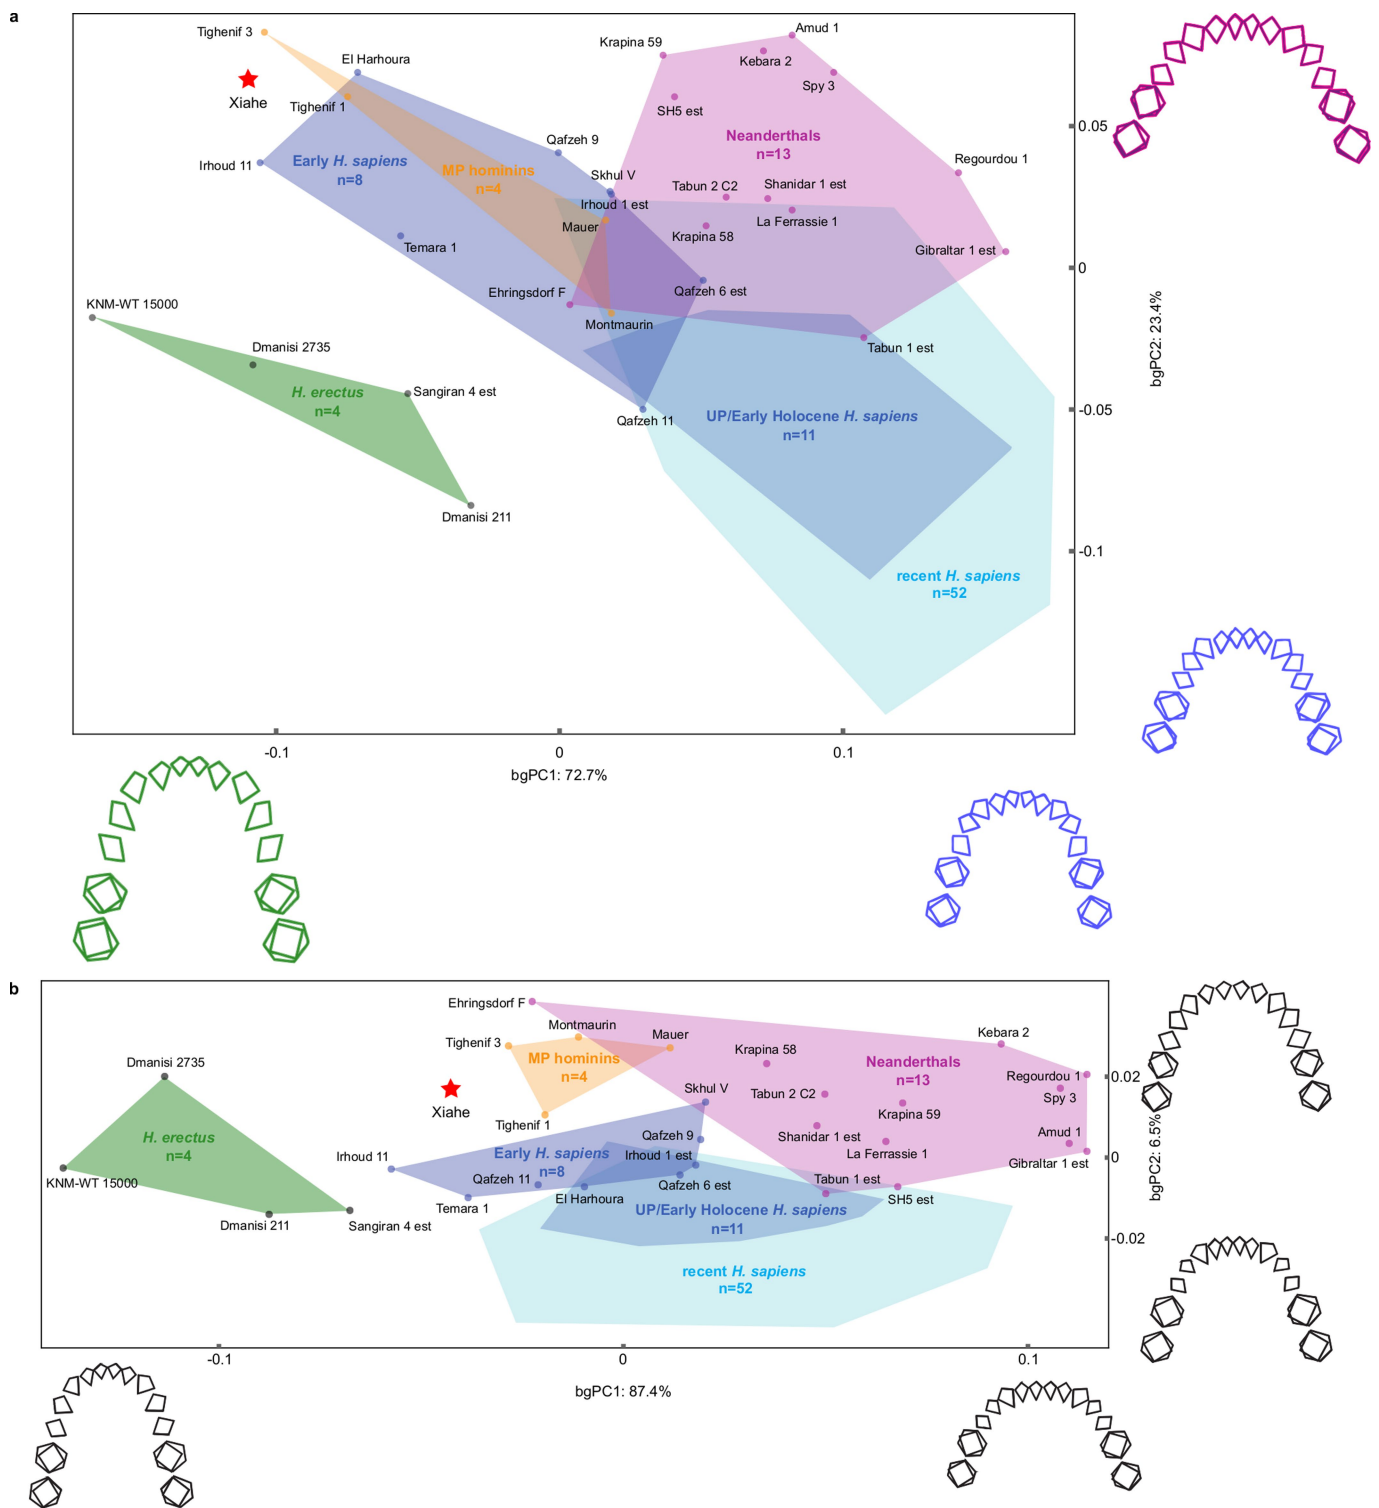 a
Tighenif 3
Amud 1
Krapina 59
El Harhoura
Kebara 2
Spy 3
Xiahe
Tighenif 1
SH5 est
0.05
Neanderthals
n=13
Qafzeh 9
Irhoud 11
Early H. sapiens
n=8
MP hominins
n=4
Regourdou 1
Skhul V
Tabun 2 C2
Shanidar 1 est
Irhoud 1 est
La Ferrassie 1
Mauer
Krapina 58
Temara 1
Gibraltar 1 est
0
Ehringsdorf F
Qafzeh 6 est
KNM-WT 15000
Montmaurin
Tabun 1 est
bgPC2: 23.4%
Dmanisi 2735
H. erectus
n=4
Sangiran 4 est
-0.05
Qafzeh 11
UP/Early Holocene H. sapiens
n=11
Dmanisi 211
-0.1
recent H. sapiens
n=52
-0.1
0
0.1
bgPC1: 72.7%
b
Ehringsdorf F
Montmaurin
Mauer
Kebara 2
Tighenif 3
MP hominins
n=4
Krapina 58
Neanderthals
n=13
Dmanisi 2735
Regourdou 1
0.02
Xiahe
Skhul V
Tabun 2 C2
Spy 3
Krapina 59
Tighenif 1
H. erectus
n=4
Qafzeh 9
Shanidar 1 est
Amud 1
Irhoud 11
Early H. sapiens
n=8
Irhoud 1 est
La Ferrassie 1
Gibraltar 1 est
0
bgPC2: 6.5%
KNM-WT 15000
Qafzeh 11
Qafzeh 6 est
Tabun 1 est
Temara 1
El Harhoura
SH5 est
Dmanisi 211
Sangiran 4 est
UP/Early Holocene H. sapiens
n=11
-0.02
recent H. sapiens
n=52
-0.1
0
0.1
bgPC1: 87.4%